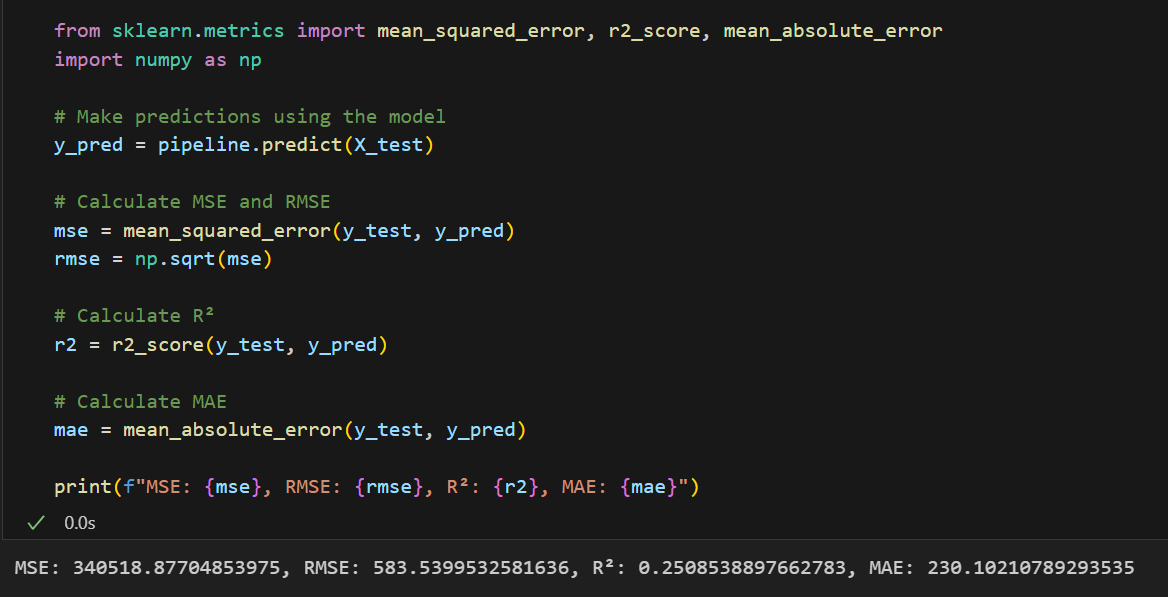 from sklearn.metrics import mean_squared_error, r2_score, mean_absolute_error
import numpy as np
# Make predictions using the model
y_pred = pipeline.predict(X_test)
# Calculate MSE and RMSE
mse = mean_squared_error(y_test, y_pred)
rmse = np.sqrt(mse)
# Calculate R²
r2 = r2_score(y_test, y_pred)
# Calculate MAE
mae = mean_absolute_error(y_test, y_pred)
print(f"MSE: {mse}, RMSE: {rmse}, R²: {r2}, MAE: {mae}")
✓ 0.0s
MSE: 340518.87704853975, RMSE: 583.5399532581636, R²: 0.2508538897662783, MAE: 230.10210789293535